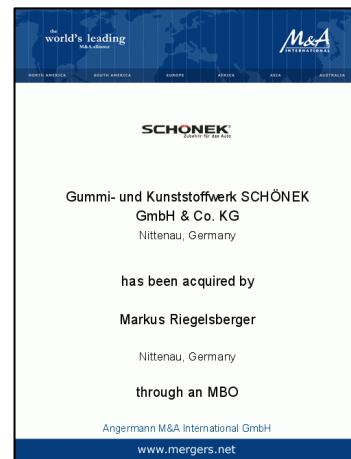 the
world's leading
M&A alliance
M&A
INTERNATIONAL
NORTH AMERICA SOUTH AMERICA EUROPE AFRICA ASIA AUSTRALIA
SCHÖNEK
Zubehör für das Auto
Gummi- und Kunststoffwerk SCHÖNEK
GmbH & Co. KG
Nittenau, Germany
has been acquired by
Markus Riegelsberger
Nittenau, Germany
through an MBO
Angermann M&A International GmbH
www.mergers.net